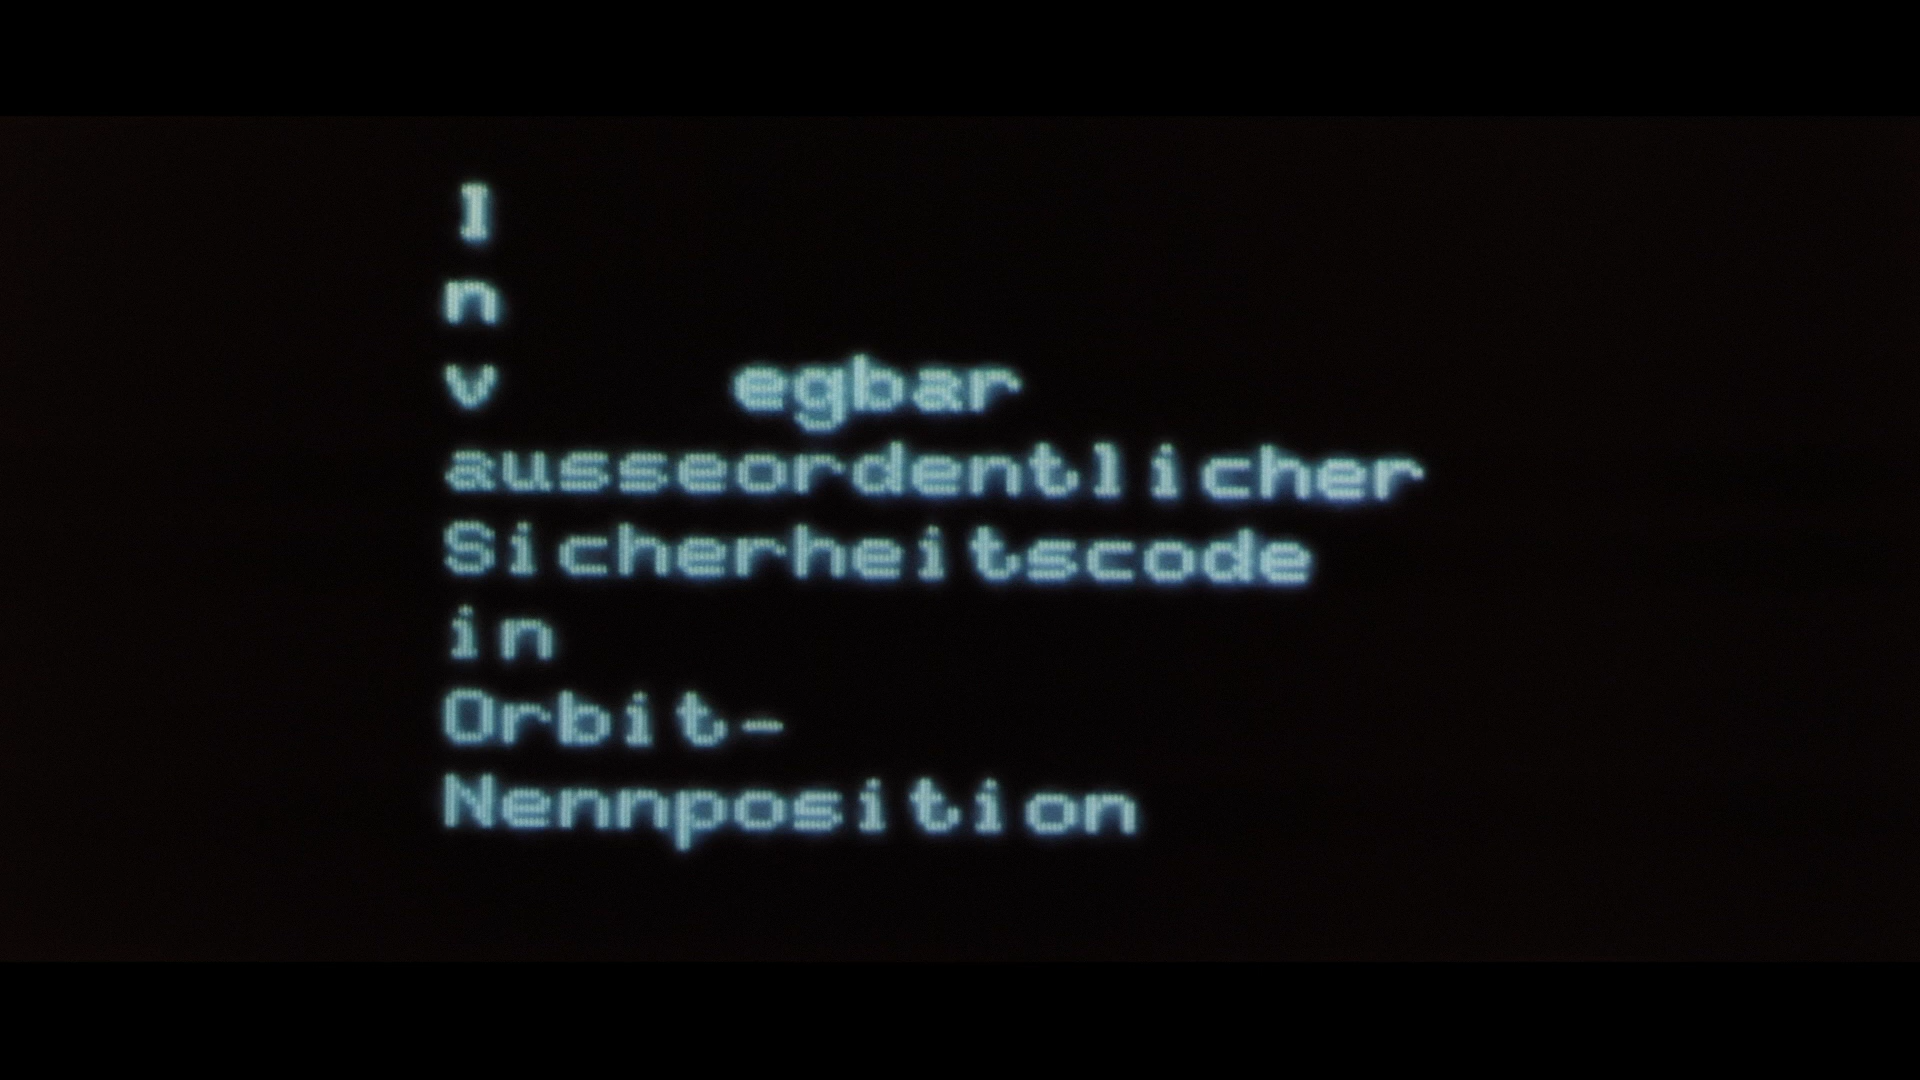 I
n
v egbar
ausseordentlicher
Sicherheitscode
in
Orbit-
Nennposition